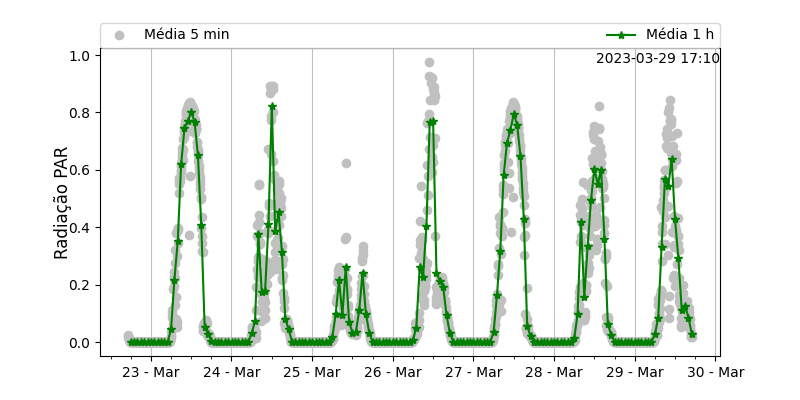 Média 5 min
Média 1 h
2023-03-29 17:10
Radiação PAR
1.0
0.8
0.6
0.4
0.2
0.0
23 - Mar
24 - Mar
25 - Mar
26 - Mar
27 - Mar
28 - Mar
29 - Mar
30 - Mar